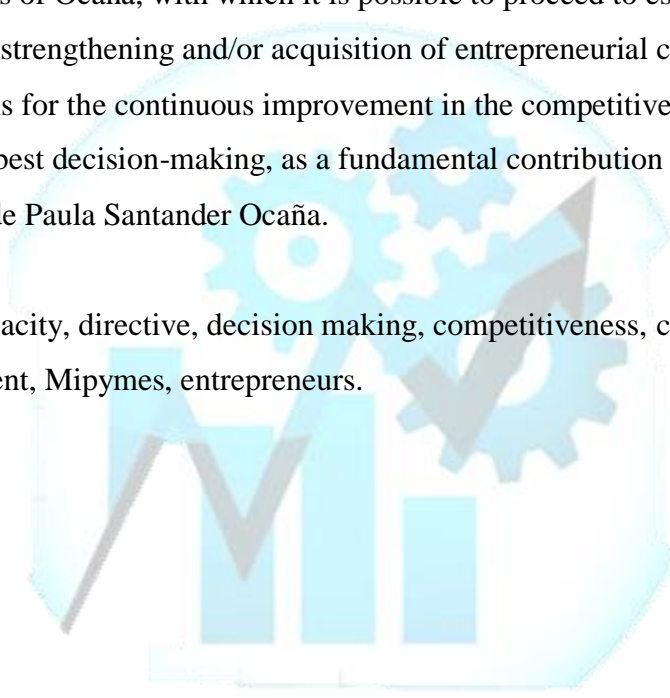 s of Ocaña, with which it is possible to proceed to es
strengthening and/or acquisition of entrepreneurial c
s for the continuous improvement in the competitive
best decision-making, as a fundamental contribution
de Paula Santander Ocaña.
acity, directive, decision making, competitiveness, c
ent, Mipymes, entrepreneurs.